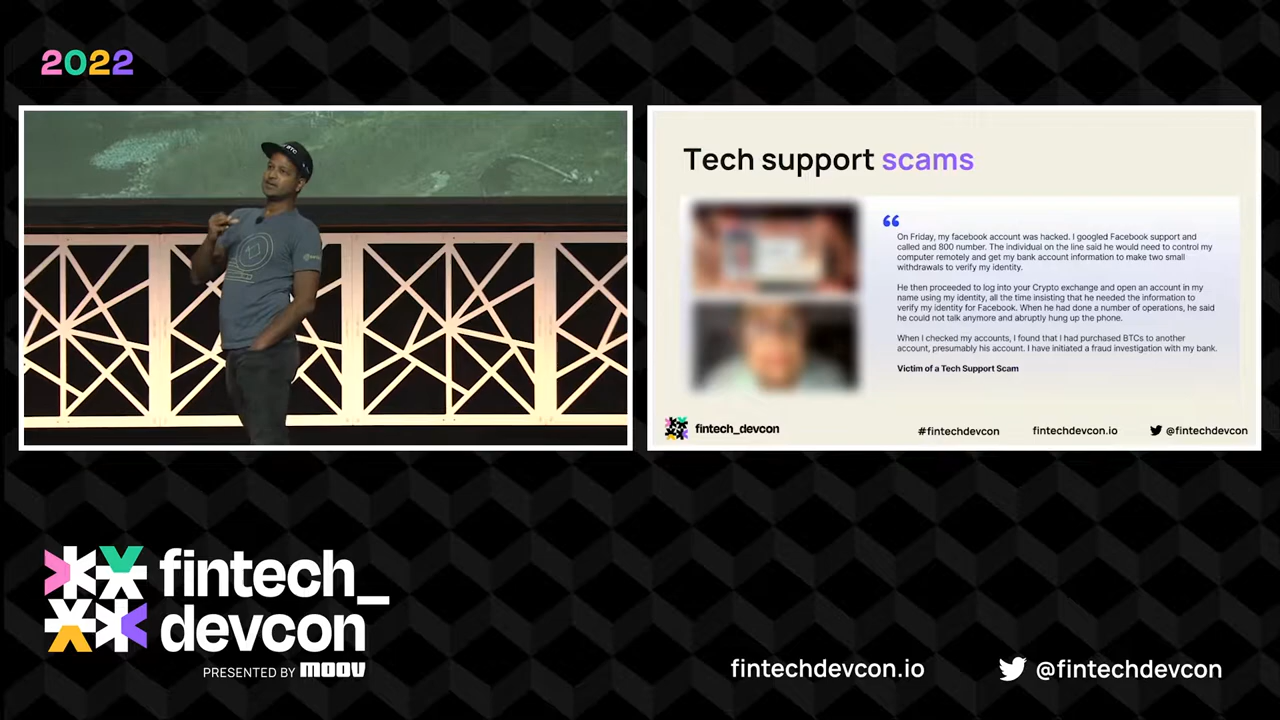 2022
Tech support scams
“
On Friday, my facebook account was hacked. I googled Facebook support and
called and 800 number. The individual on the line said he would need to control my
computer remotely and get my bank account information to make two small
withdrawals to verify my identity.
He then proceeded to log into your Crypto exchange and open an account in my
name using my identity, all the time insisting that he needed the information to
verify my identity for Facebook. When he had done a number of operations, he said
he could not talk anymore and abruptly hung up the phone.
When I checked my accounts, I found that I had purchased BTCs to another
account, presumably his account. I have initiated a fraud investigation with my bank.
Victim of a Tech Support Scam
fintech_devcon
#fintechdevcon
fintechdevcon.io
@fintechdevcon
fintech_
devcon
PRESENTED BY MOOV
fintechdevcon.io
@fintechdevcon